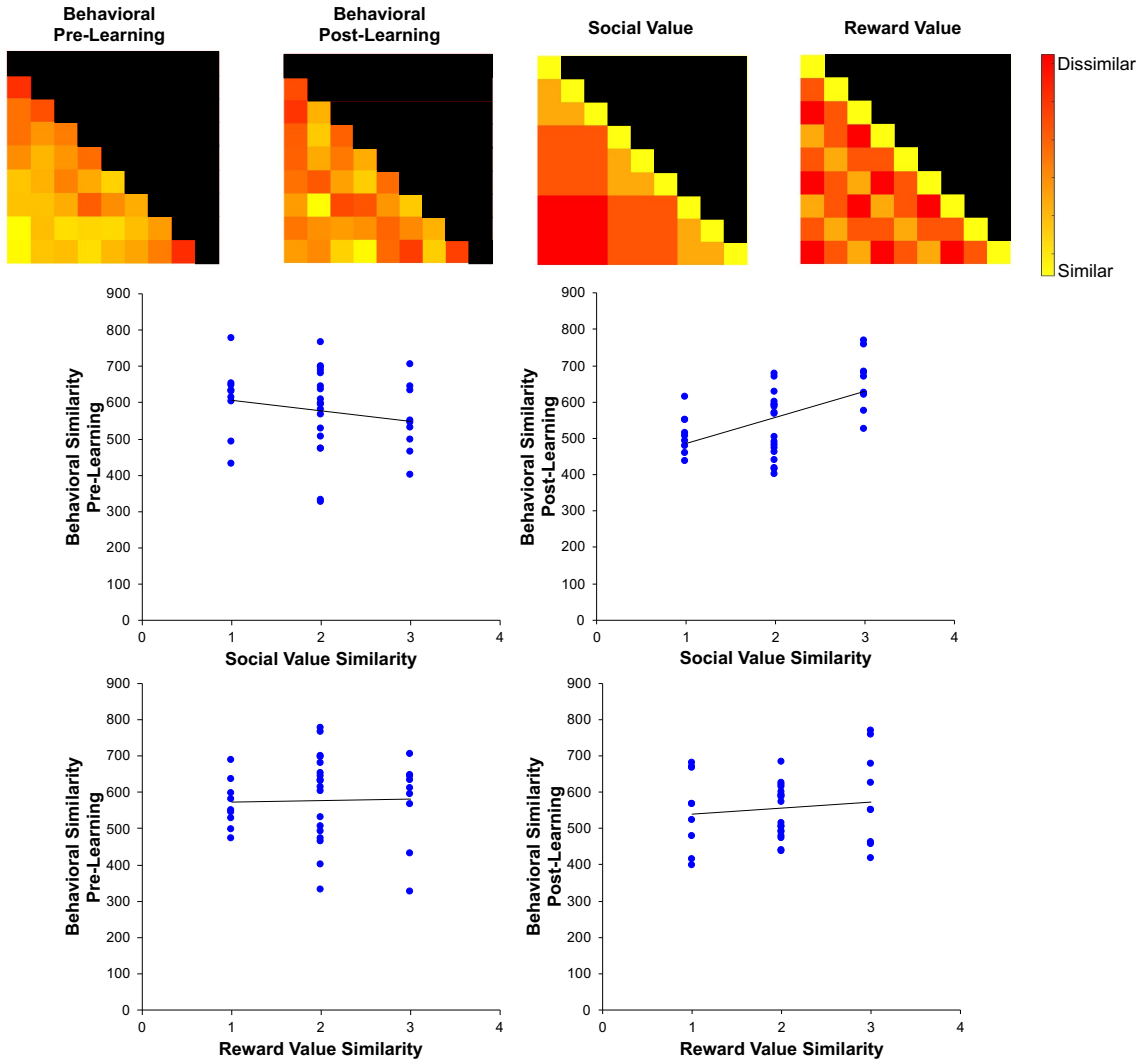 Behavioral
Pre-Learning
Behavioral
Post-Learning
Social Value
Reward Value
Dissimilar
Similar
Behavioral Similarity
Pre-Learning
900
800
700
600
500
400
300
200
100
0
0 1 2 3 4
Social Value Similarity
Behavioral Similarity
Post-Learning
900
800
700
600
500
400
300
200
100
0
0 1 2 3 4
Social Value Similarity
Behavioral Similarity
Pre-Learning
900
800
700
600
500
400
300
200
100
0
0 1 2 3 4
Reward Value Similarity
Behavioral Similarity
Post-Learning
900
800
700
600
500
400
300
200
100
0
0 1 2 3 4
Reward Value Similarity